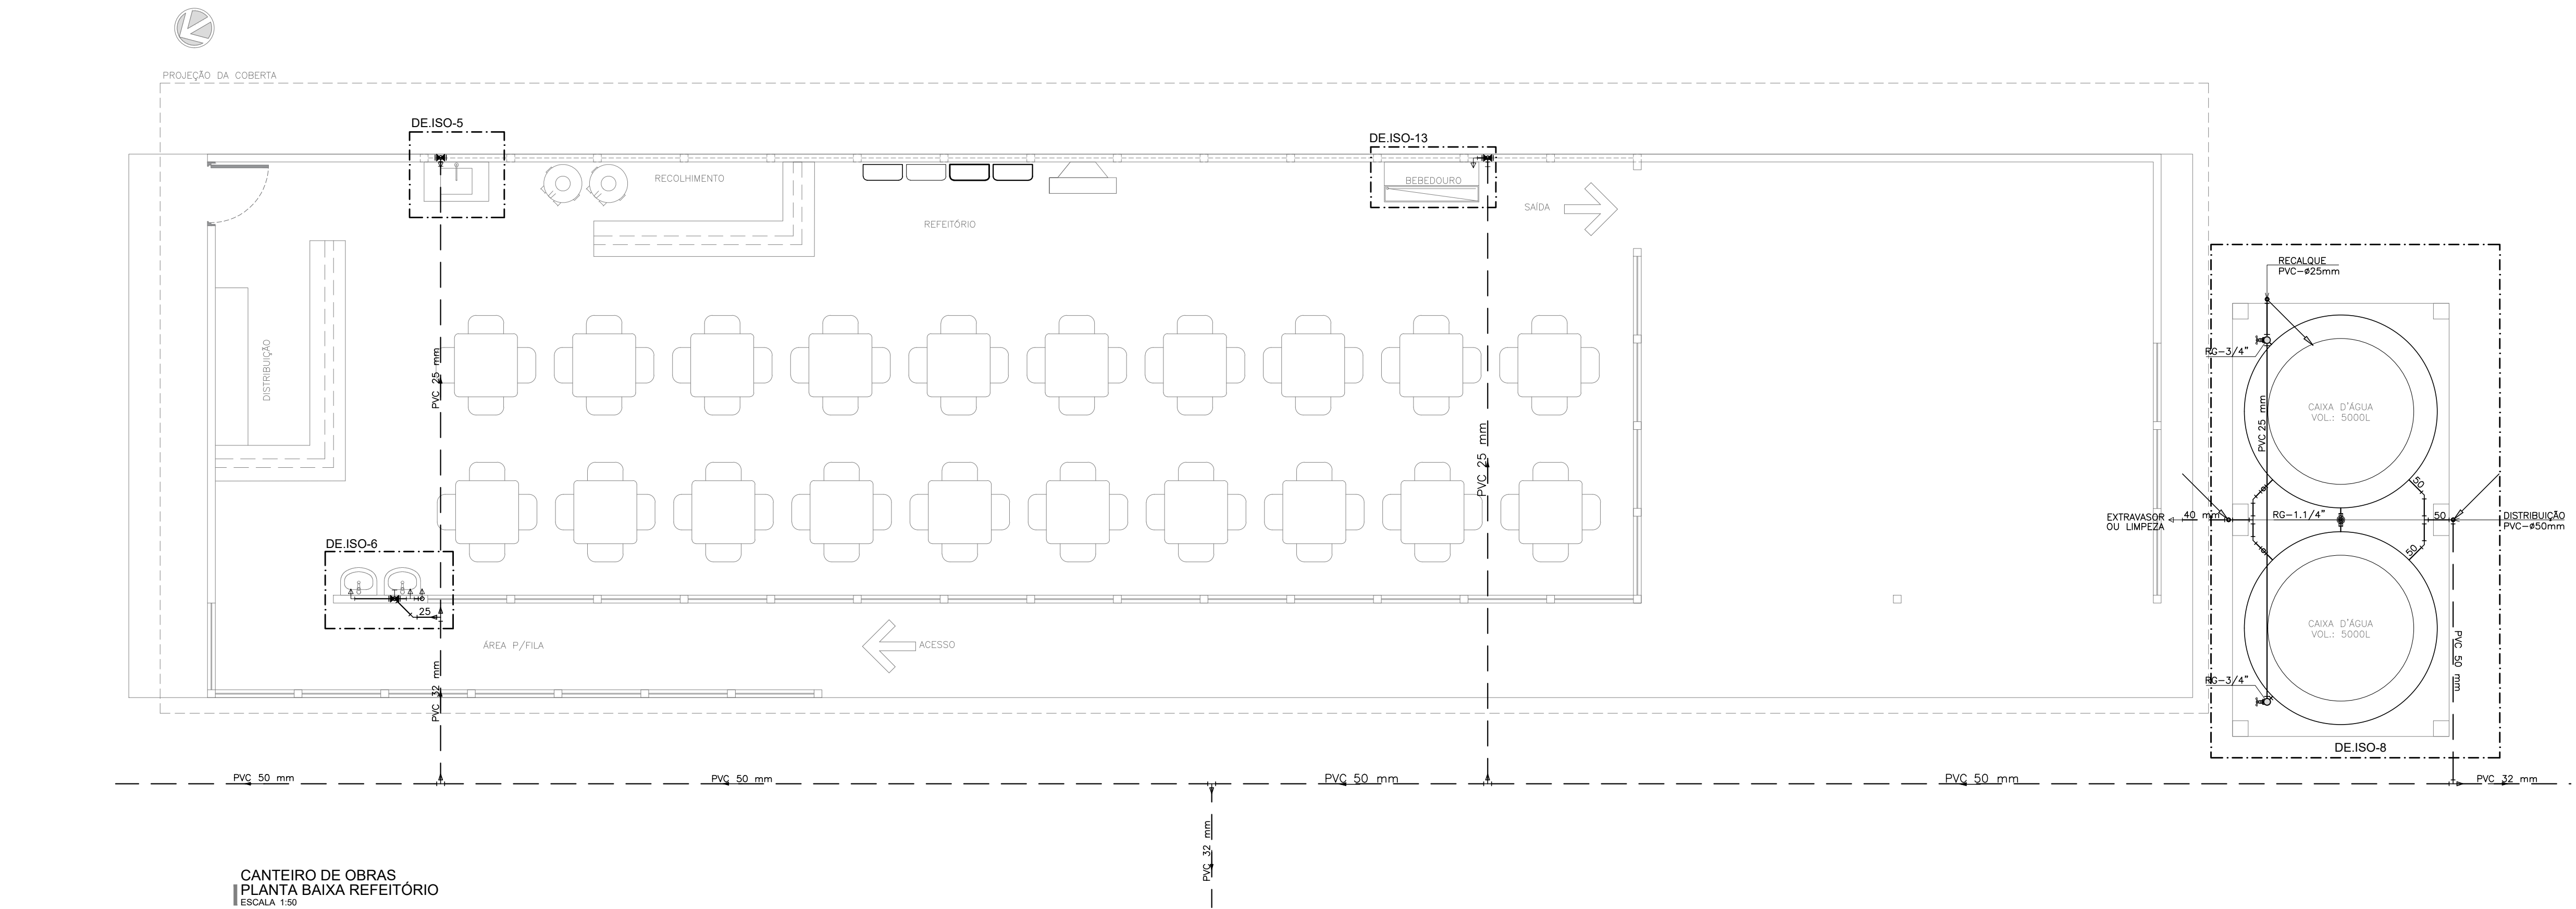 PROJEÇÃO DA COBERTA
DE.ISO-5
DE.ISO-13
RECOLHIMENTO
BEBEDOURO
SAÍDA
REFEITÓRIO
RECALQUE
PVC-ø25mm
DISTRIBUIÇÃO
PVC 25 mm
PVC 25 mm
RG-3/4"
PVC 25 mm
CAIXA D'ÁGUA
VOL.: 5000L
50
EXTRAVASOR
OU LIMPEZA
40 mm
RG-1.1/4"
50
DISTRIBUIÇÃO
PVC-ø50mm
50
DE.ISO-6
25
ÁREA P/FILA
ACESSO
CAIXA D'ÁGUA
VOL.: 5000L
PVC 50 mm
RG-3/4"
PVC 32 mm
DE.ISO-8
PVC 50 mm
PVC 50 mm
PVC 50 mm
PVC 50 mm
PVC 32 mm
PVC 32 mm
CANTEIRO DE OBRAS
PLANTA BAIXA REFEITÓRIO
ESCALA 1:50